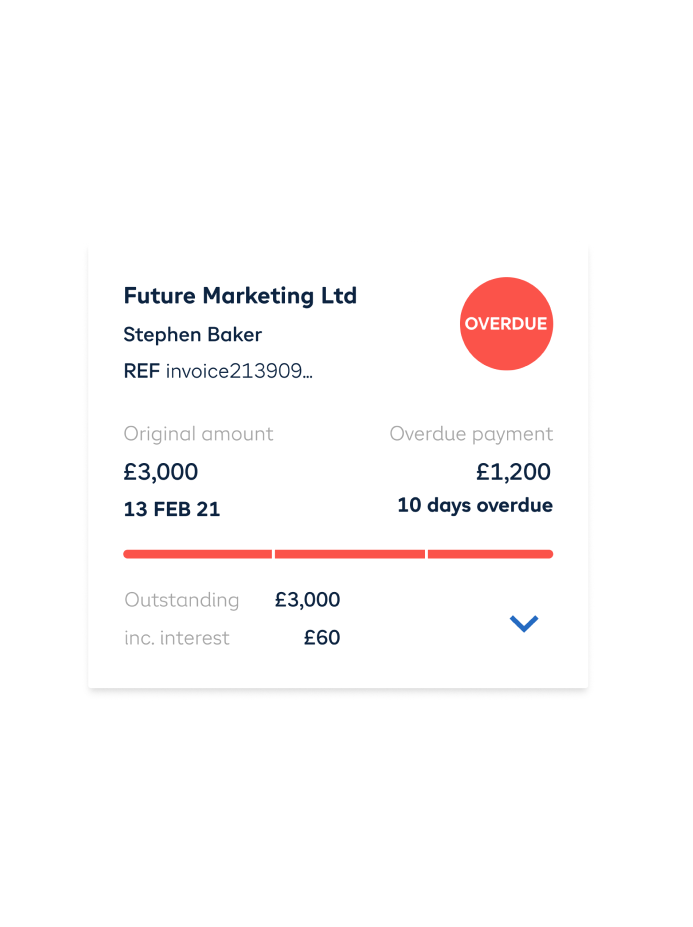 Future Marketing Ltd
Stephen Baker
REF invoice213909...
OVERDUE
Original amount
£3,000
13 FEB 21
Overdue payment
£1,200
10 days overdue
Outstanding £3,000
inc. interest £60